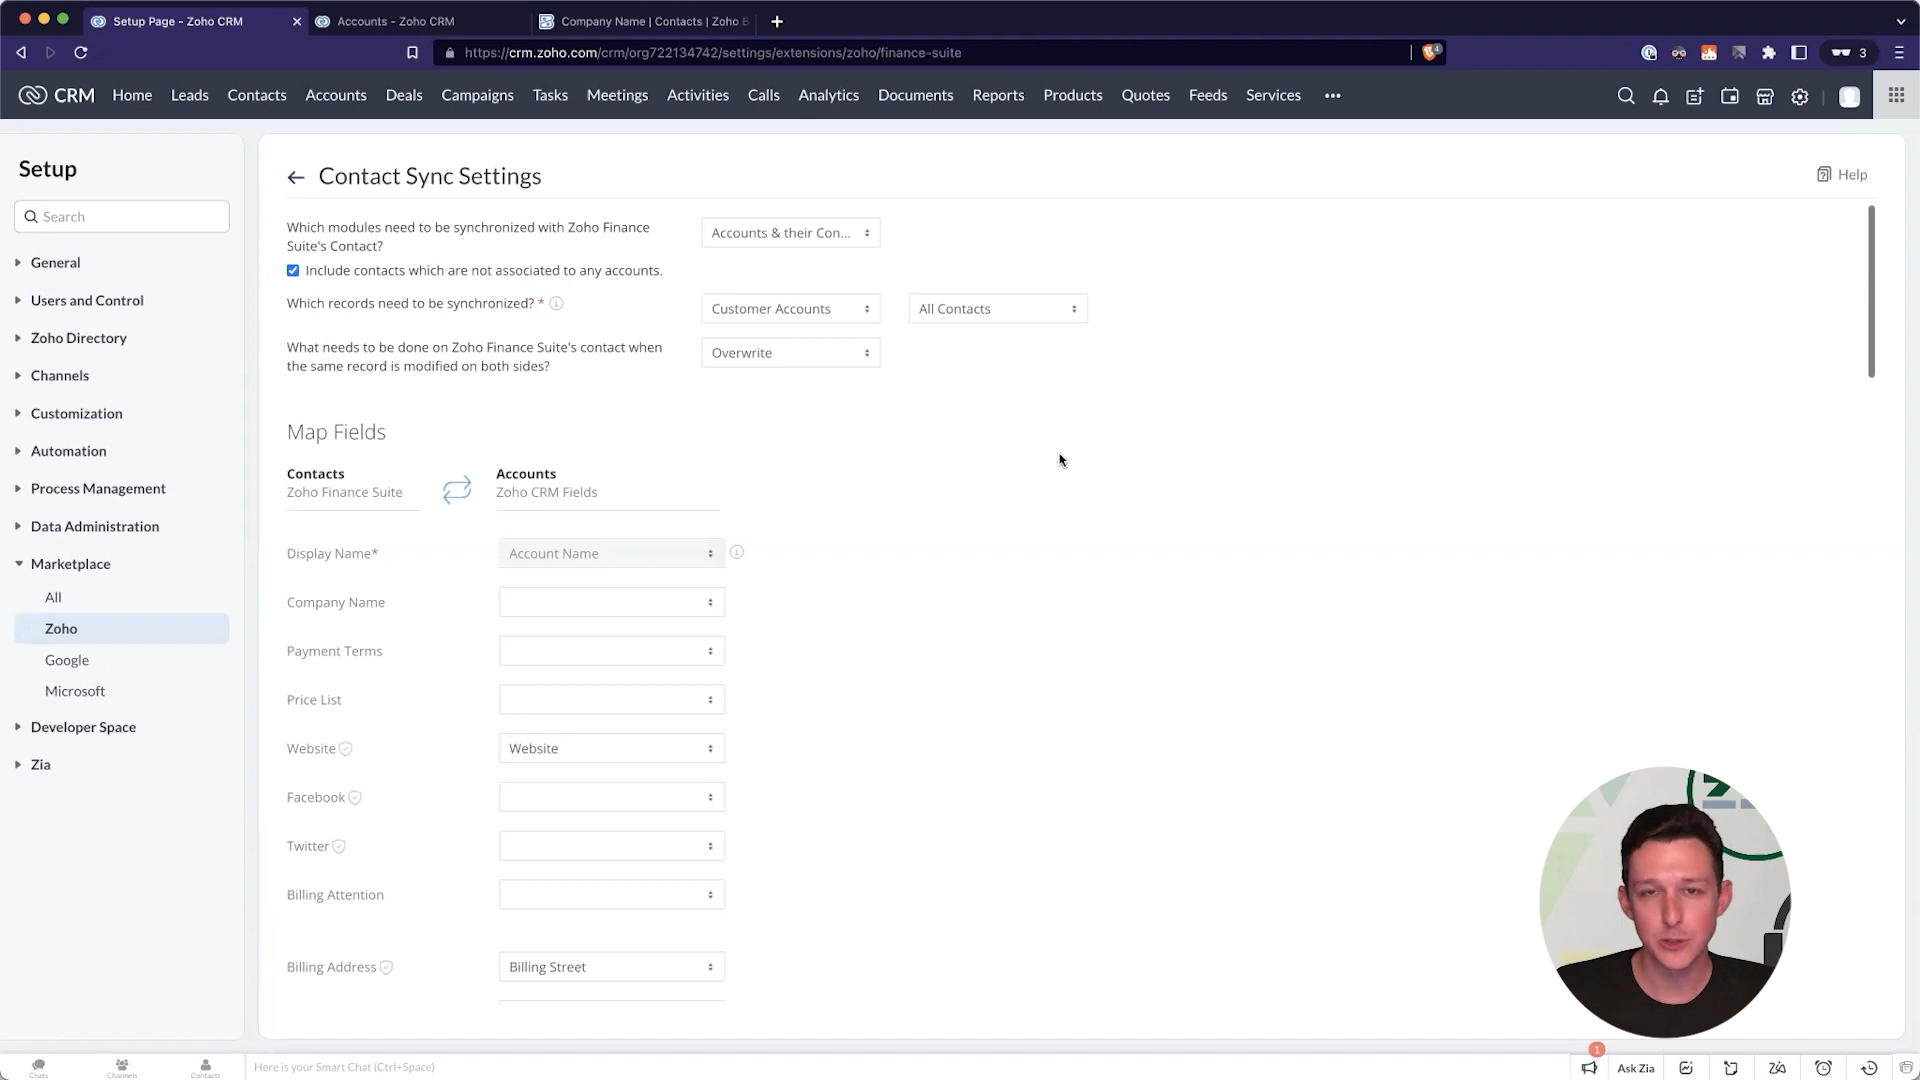 Setup Page - Zoho CRM
Accounts - Zoho CRM
Company Name | Contacts | Zoho B
https://crm.zoho.com/crm/org722134742/settings/extensions/zoho/finance-suite
4
3
CRM
Home
Leads
Contacts
Accounts
Deals
Campaigns
Tasks
Meetings
Activities
Calls
Analytics
Documents
Reports
Products
Quotes
Feeds
Services
Setup
Search
General
Users and Control
Zoho Directory
Channels
Customization
Automation
Process Management
Data Administration
Marketplace
All
Zoho
Google
Microsoft
Developer Space
Zia
Contact Sync Settings
Help
Which modules need to be synchronized with Zoho Finance
Suite's Contact?
Accounts & their Con...
Include contacts which are not associated to any accounts.
Which records need to be synchronized? *
Customer Accounts
All Contacts
What needs to be done on Zoho Finance Suite's contact when
the same record is modified on both sides?
Overwrite
Map Fields
Contacts
Zoho Finance Suite
Accounts
Zoho CRM Fields
Display Name*
Account Name
Company Name
Payment Terms
Price List
Website
Website
Facebook
Twitter
Billing Attention
Billing Address
Billing Street
Chats
Channels
Contacts
Here is your Smart Chat (Ctrl+Space)
1
Ask Zia